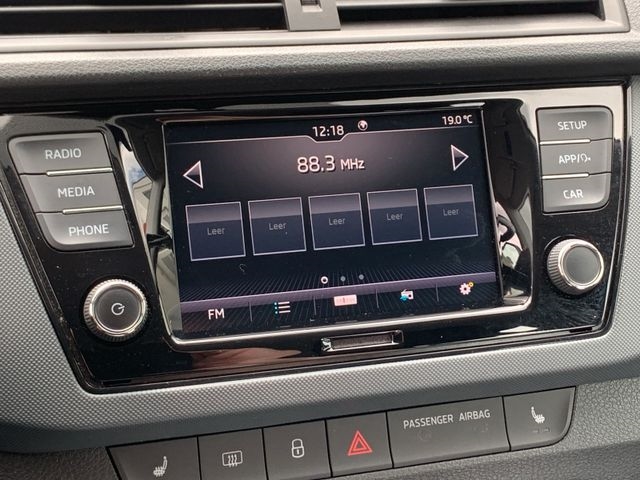 12:18
19.0 °C
88.3 MHz
Leer
Leer
Leer
Leer
Leer
FM
RADIO
MEDIA
PHONE
SETUP
APP/
CAR
PASSENGER AIRBAG